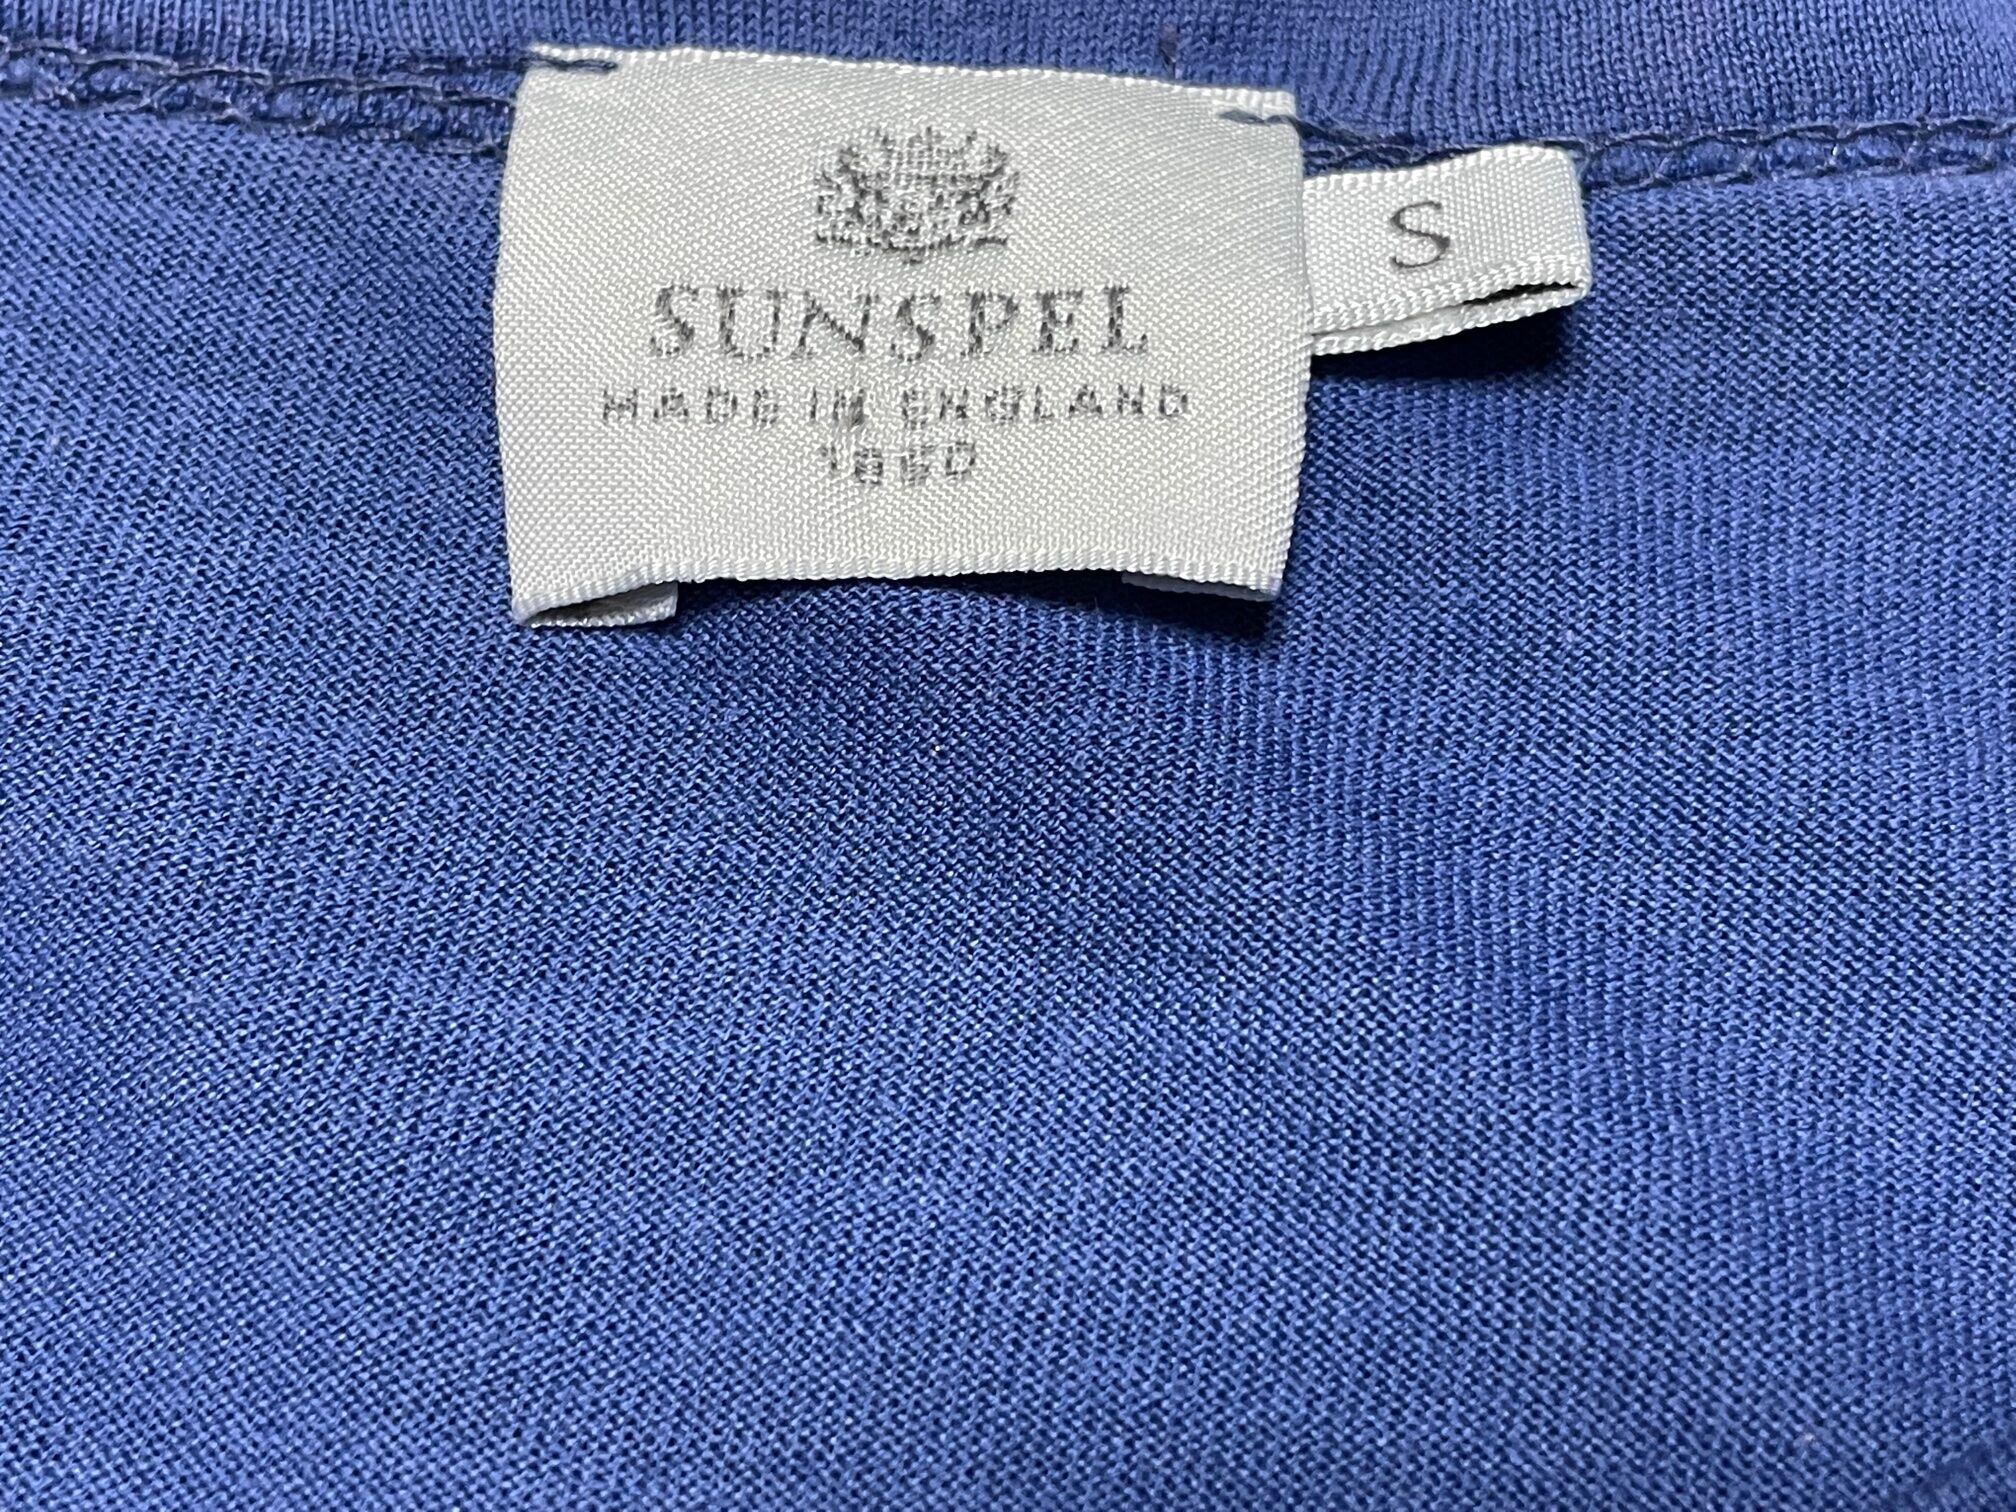 SUNSPEL
MADE IN ENGLAND
1860
S